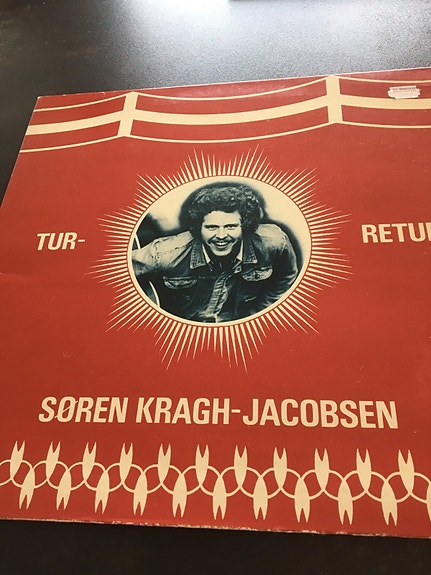 TUR-
RETU
SØREN KRAGH-JACOBSEN